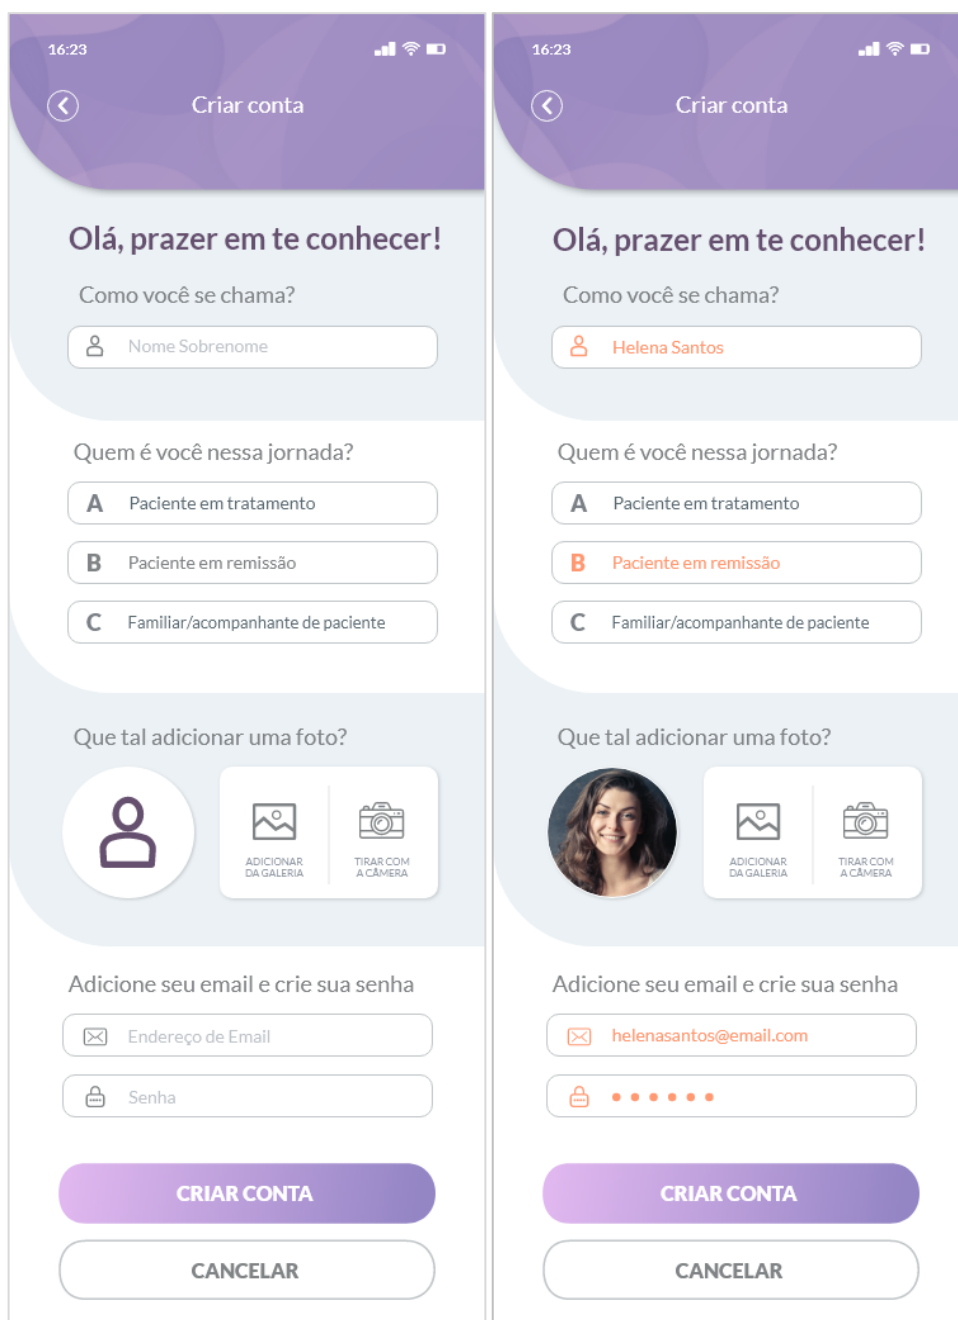 16:23
Criar conta
Olá, prazer em te conhecer!
Como você se chama?
Nome Sobrenome
Quem é você nessa jornada?
A Paciente em tratamento
B Paciente em remissão
C Familiar/acompanhante de paciente
Que tal adicionar uma foto?
ADICIONAR
DA GALERIA
TIRAR COM
A CÂMERA
Adicione seu email e crie sua senha
Endereço de Email
Senha
CRIAR CONTA
CANCELAR
16:23
Criar conta
Olá, prazer em te conhecer!
Como você se chama?
Helena Santos
Quem é você nessa jornada?
A Paciente em tratamento
B Paciente em remissão
C Familiar/acompanhante de paciente
Que tal adicionar uma foto?
ADICIONAR
DA GALERIA
TIRAR COM
A CÂMERA
Adicione seu email e crie sua senha
helenasantos@email.com
••••••
CRIAR CONTA
CANCELAR